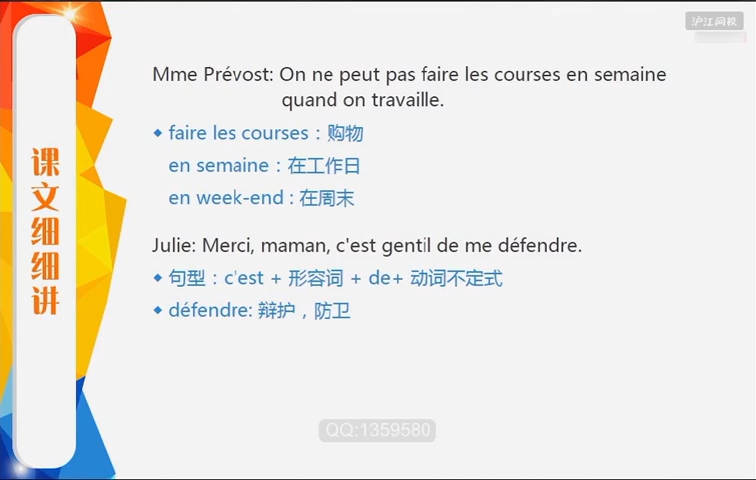 沪江网校
课文细细讲
Mme Prévost: On ne peut pas faire les courses en semaine
quand on travaille.
◆ faire les courses：购物
en semaine：在工作日
en week-end : 在周末
Julie: Merci, maman, c'est gentil de me défendre.
◆ 句型：c'est + 形容词 + de+ 动词不定式
◆ défendre: 辩护，防卫
QQ:1359580